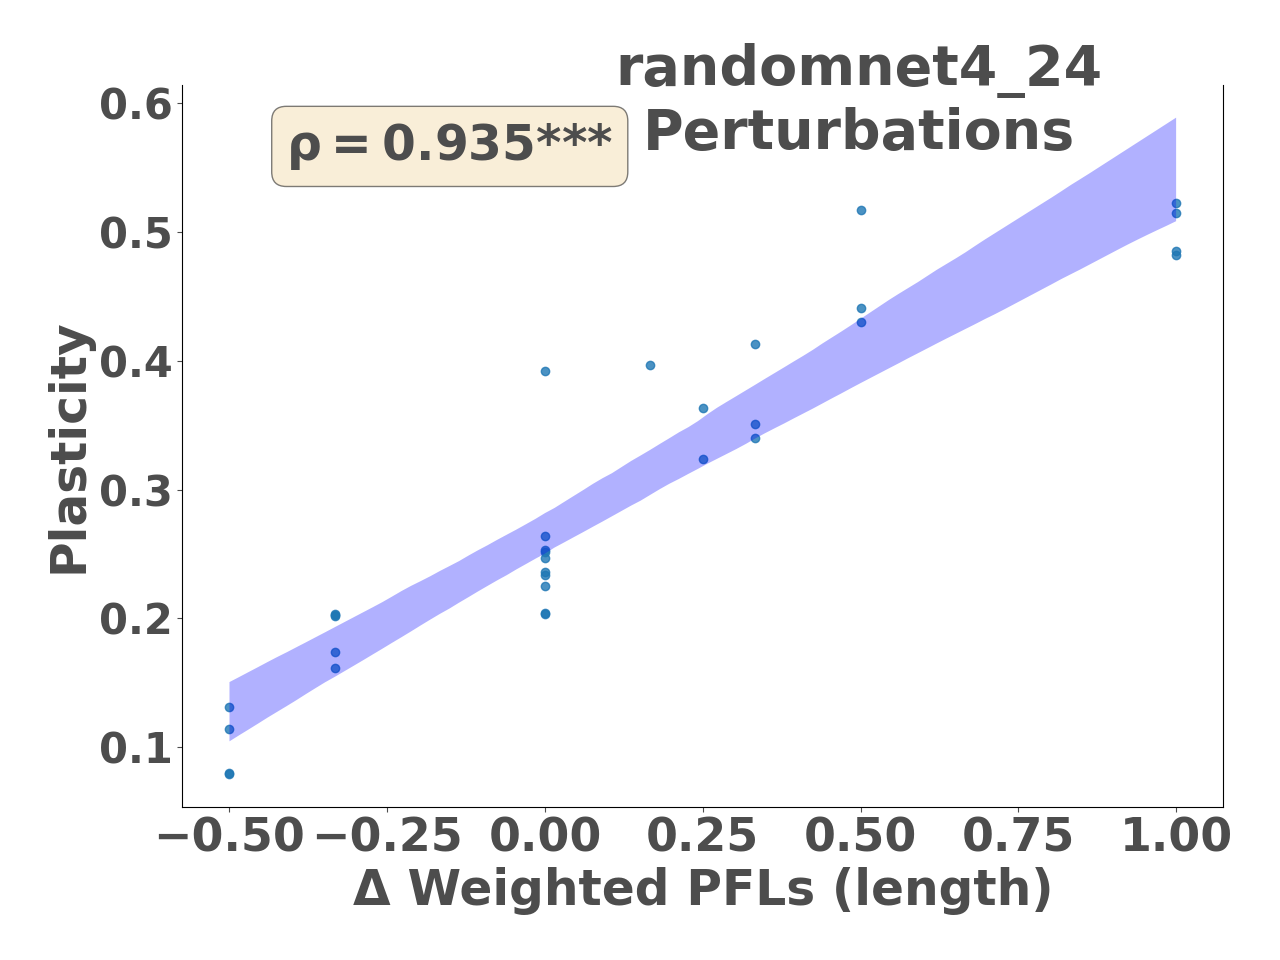 randomnet4_24
Perturbations
ρ = 0.935***
Plasticity
0.6
0.5
0.4
0.3
0.2
0.1
−0.50 −0.25 0.00 0.25 0.50 0.75 1.00
Δ Weighted PFLs (length)